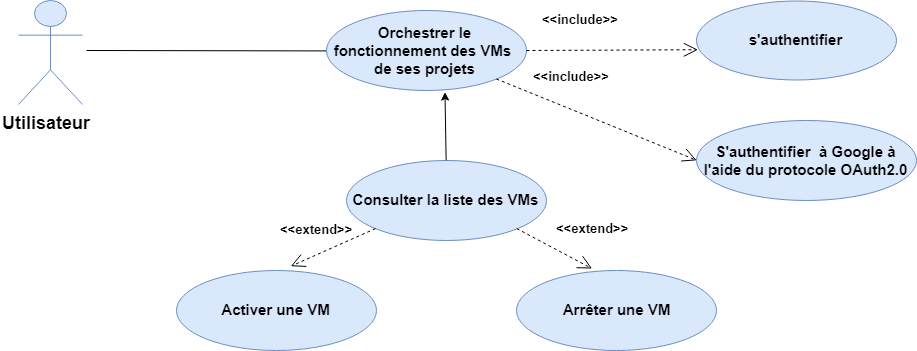 Utilisateur
Orchestrer le
fonctionnement des VMs
de ses projets
<<include>>
s'authentifier
<<include>>
S'authentifier à Google à
l'aide du protocole OAuth2.0
Consulter la liste des VMs
<<extend>>
<<extend>>
Activer une VM
Arrêter une VM